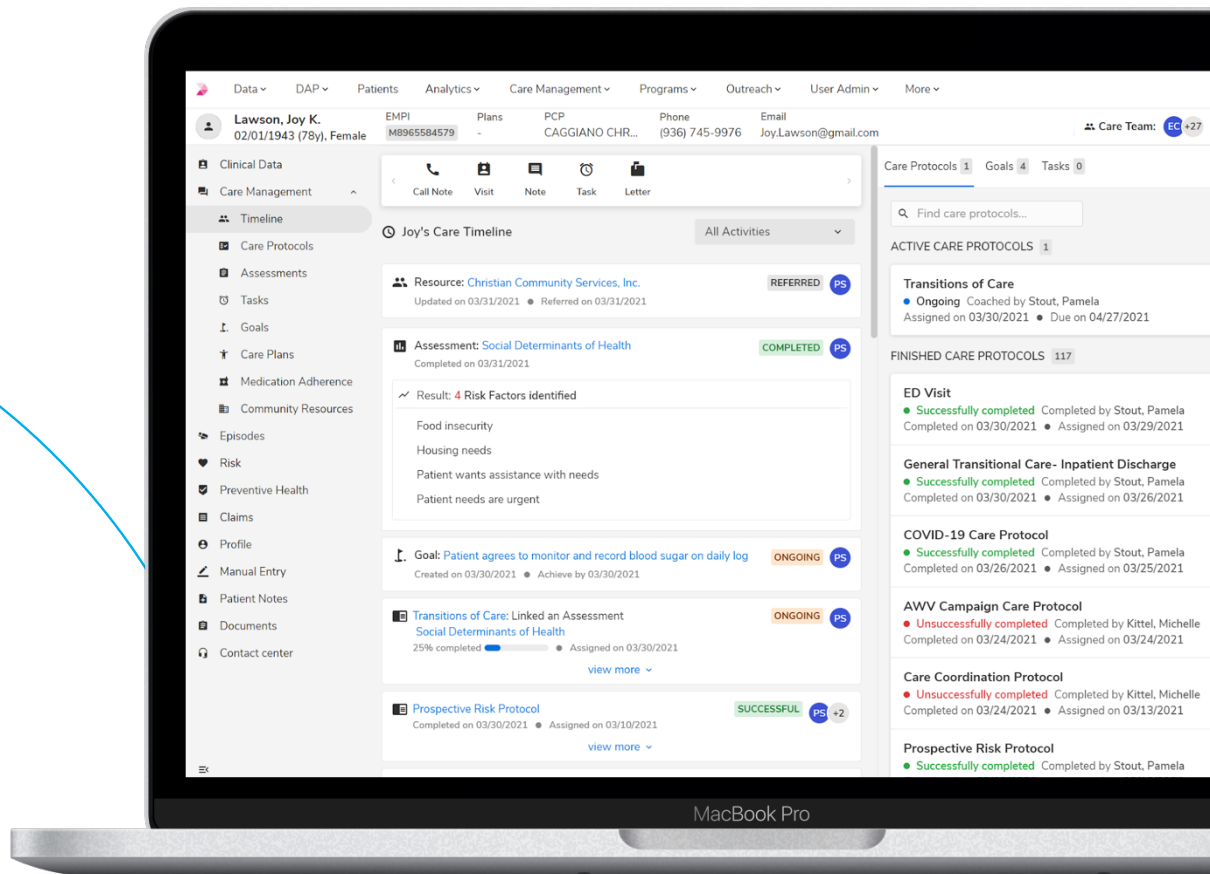 Data DAP Patients Analytics Care Management Programs Outreach User Admin More
Lawson, Joy K.
02/01/1943 (78y), Female
EMPI
M8965584579
Plans
-
PCP
CAGGIANO CHR...
Phone
(936) 745-9976
Email
Joy.Lawson@gmail.com
Care Team: EC +27
Clinical Data
Care Management
Timeline
Care Protocols
Assessments
Tasks
Goals
Care Plans
Medication Adherence
Community Resources
Episodes
Risk
Preventive Health
Claims
Profile
Manual Entry
Patient Notes
Documents
Contact center
Call Note Visit Note Task Letter
Joy's Care Timeline All Activities
Resource: Christian Community Services, Inc. REFERRED PS
Updated on 03/31/2021 ● Referred on 03/31/2021
Assessment: Social Determinants of Health COMPLETED PS
Completed on 03/31/2021
Result: 4 Risk Factors identified
Food insecurity
Housing needs
Patient wants assistance with needs
Patient needs are urgent
Goal: Patient agrees to monitor and record blood sugar on daily log ONGOING PS
Created on 03/30/2021 ● Achieve by 03/30/2021
Transitions of Care: Linked an Assessment ONGOING PS
Social Determinants of Health
25% completed ● Assigned on 03/30/2021
view more
Prospective Risk Protocol SUCCESSFUL PS +2
Completed on 03/30/2021 ● Assigned on 03/10/2021
view more
Care Protocols 1 Goals 4 Tasks 0
Find care protocols...
ACTIVE CARE PROTOCOLS 1
Transitions of Care
● Ongoing Coached by Stout, Pamela
Assigned on 03/30/2021 ● Due on 04/27/2021
FINISHED CARE PROTOCOLS 117
ED Visit
● Successfully completed Completed by Stout, Pamela
Completed on 03/30/2021 ● Assigned on 03/29/2021
General Transitional Care- Inpatient Discharge
● Successfully completed Completed by Stout, Pamela
Completed on 03/30/2021 ● Assigned on 03/26/2021
COVID-19 Care Protocol
● Successfully completed Completed by Stout, Pamela
Completed on 03/26/2021 ● Assigned on 03/25/2021
AWV Campaign Care Protocol
● Unsuccessfully completed Completed by Kittel, Michelle
Completed on 03/24/2021 ● Assigned on 03/24/2021
Care Coordination Protocol
● Unsuccessfully completed Completed by Kittel, Michelle
Completed on 03/24/2021 ● Assigned on 03/13/2021
Prospective Risk Protocol
● Successfully completed Completed by Stout, Pamela
MacBook Pro